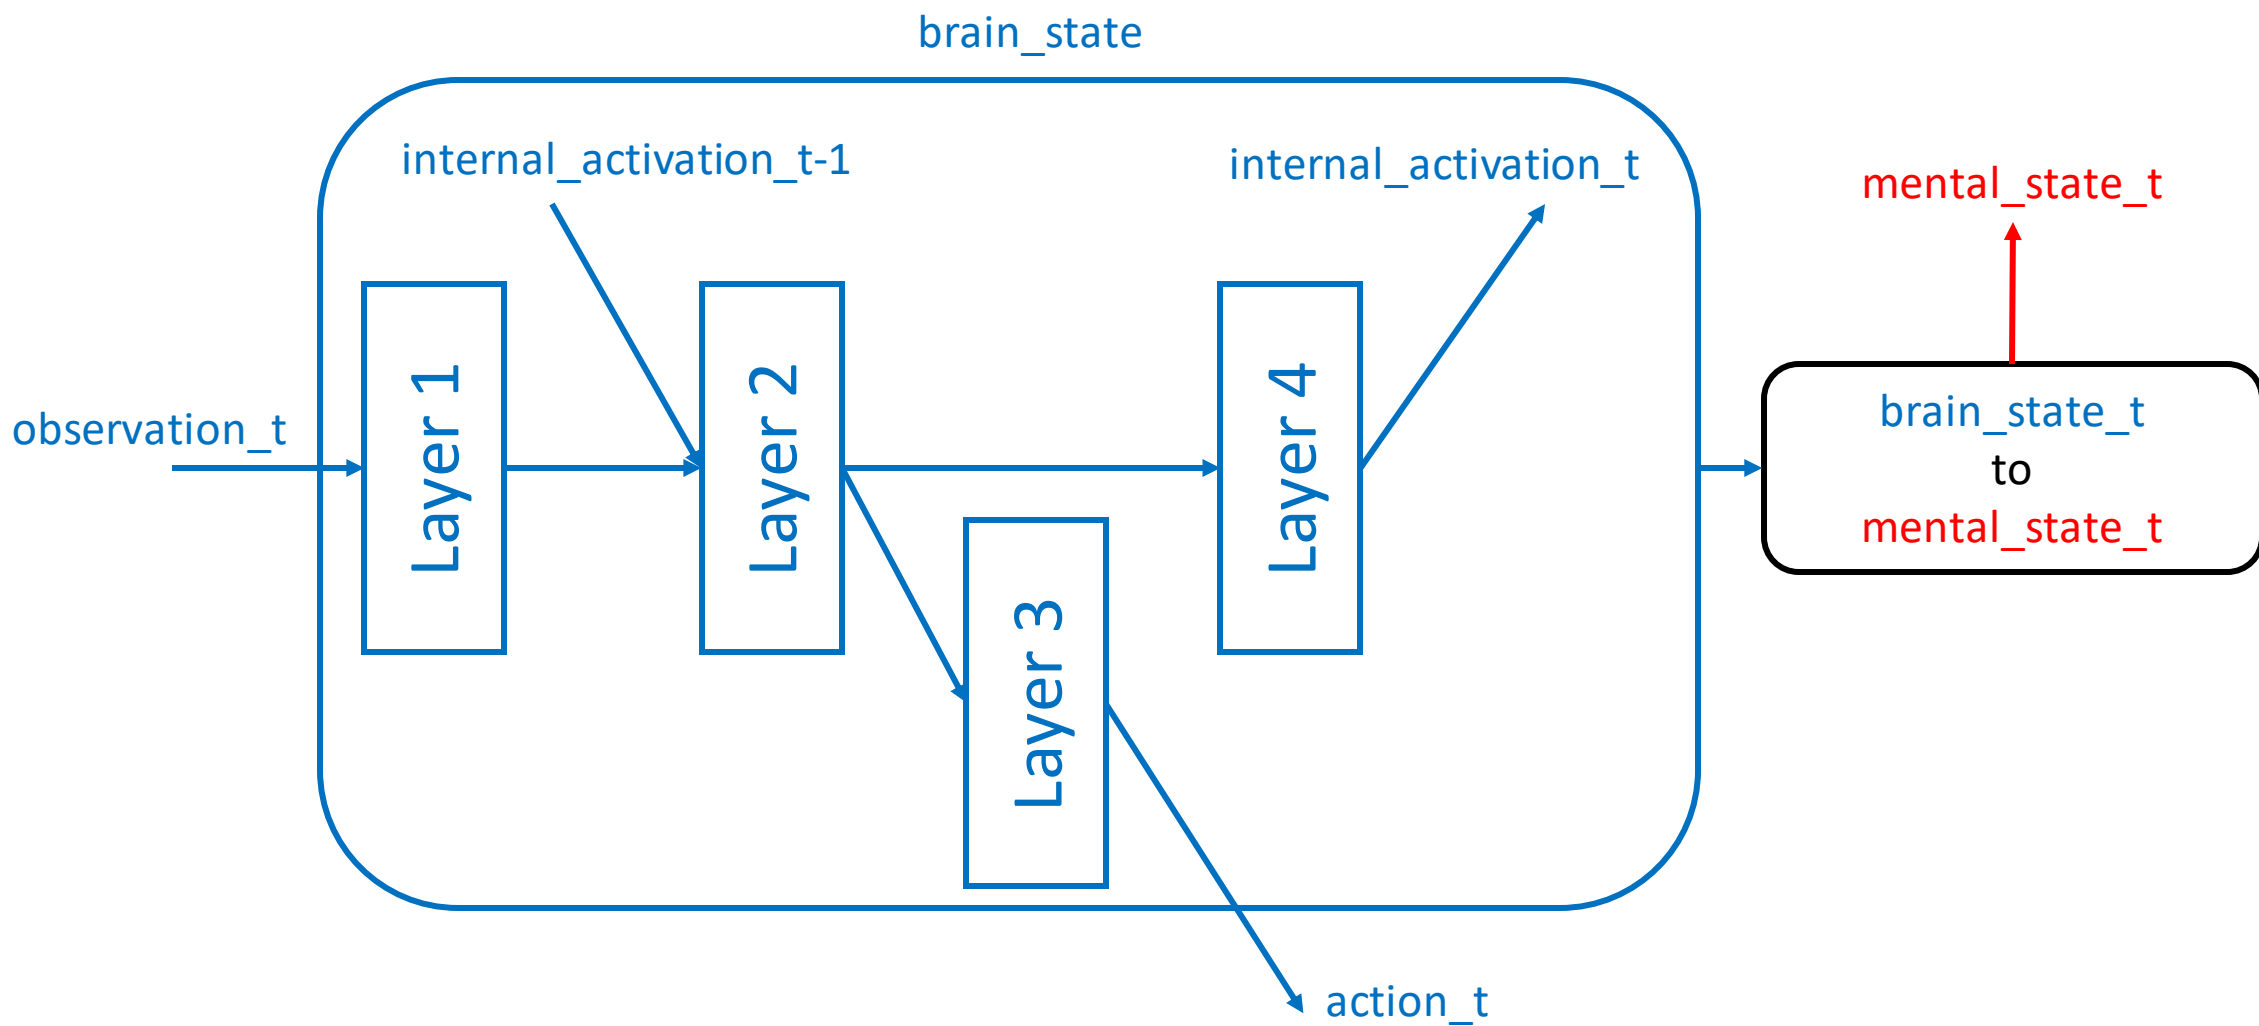 brain_state
internal_activation_t-1
internal_activation_t
mental_state_t
observation_t
Layer 1
Layer 2
Layer 3
Layer 4
brain_state_t
to
mental_state_t
action_t